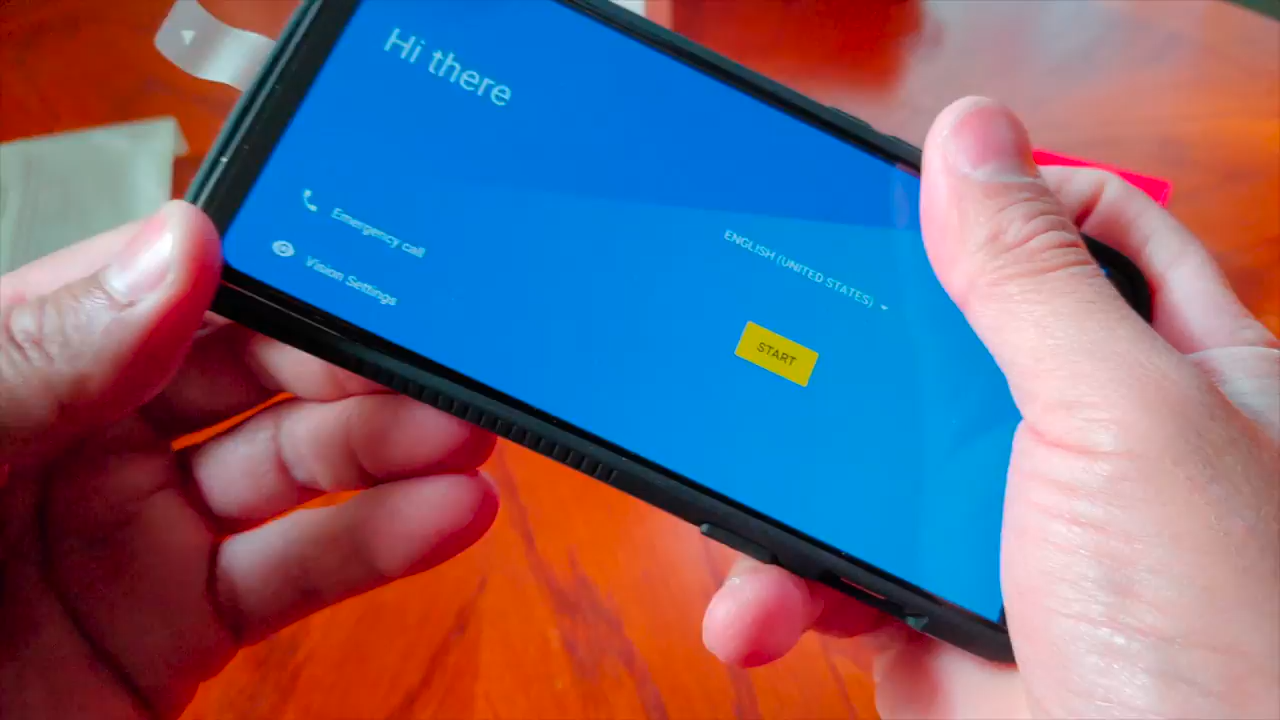 Hi there
Emergency call
Vision Settings
ENGLISH (UNITED STATES)
START